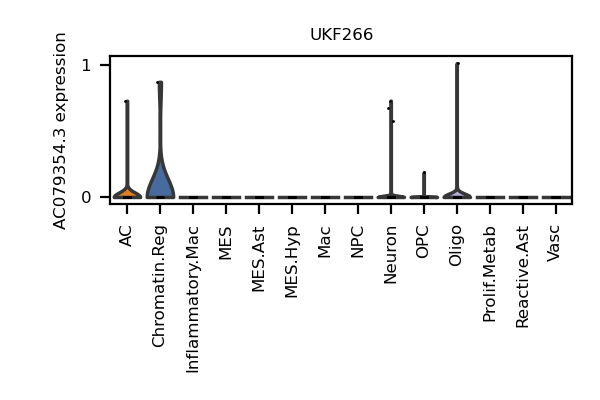 UKF266
AC079354.3 expression
1
0
AC
Chromatin.Reg
Inflammatory.Mac
MES
MES.Ast
MES.Hyp
Mac
NPC
Neuron
OPC
Oligo
Prolif.Metab
Reactive.Ast
Vasc